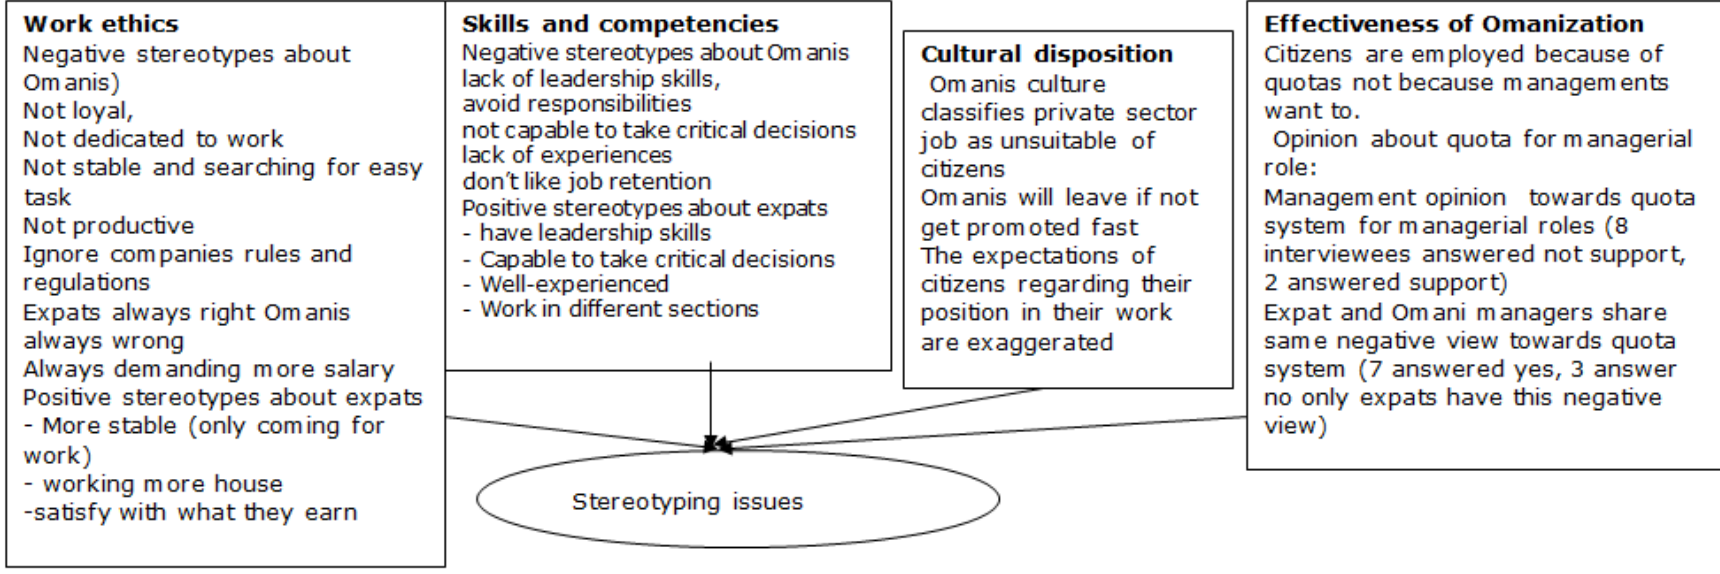 Work ethics
Negative stereotypes about
Omanis)
Not loyal,
Not dedicated to work
Not stable and searching for easy
task
Not productive
Ignore companies rules and
regulations
Expats always right Omanis
always wrong
Always demanding more salary
Positive stereotypes about expats
- More stable (only coming for
work)
- working more house
-satisfy with what they earn
Skills and competencies
Negative stereotypes about Omanis
lack of leadership skills,
avoid responsibilities
not capable to take critical decisions
lack of experiences
don't like job retention
Positive stereotypes about expats
- have leadership skills
- Capable to take critical decisions
- Well-experienced
- Work in different sections
Cultural disposition
Omanis culture
classifies private sector
job as unsuitable of
citizens
Omanis will leave if not
get promoted fast
The expectations of
citizens regarding their
position in their work
are exaggerated
Effectiveness of Omanization
Citizens are employed because of
quotas not because managements
want to.
Opinion about quota for managerial
role:
Management opinion towards quota
system for managerial roles (8
interviewees answered not support,
2 answered support)
Expat and Omani managers share
same negative view towards quota
system (7 answered yes, 3 answer
no only expats have this negative
view)
Stereotyping issues